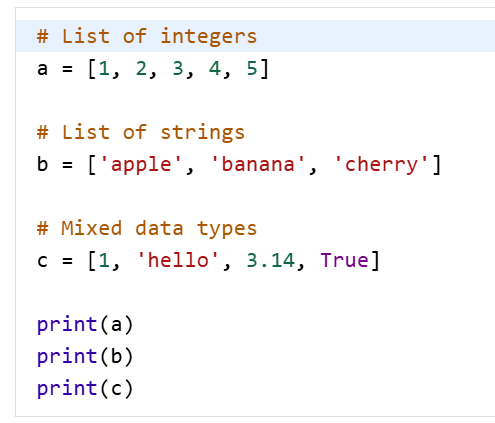 # List of integers
a = [1, 2, 3, 4, 5]
# List of strings
b = ['apple', 'banana', 'cherry']
# Mixed data types
c = [1, 'hello', 3.14, True]
print(a)
print(b)
print(c)